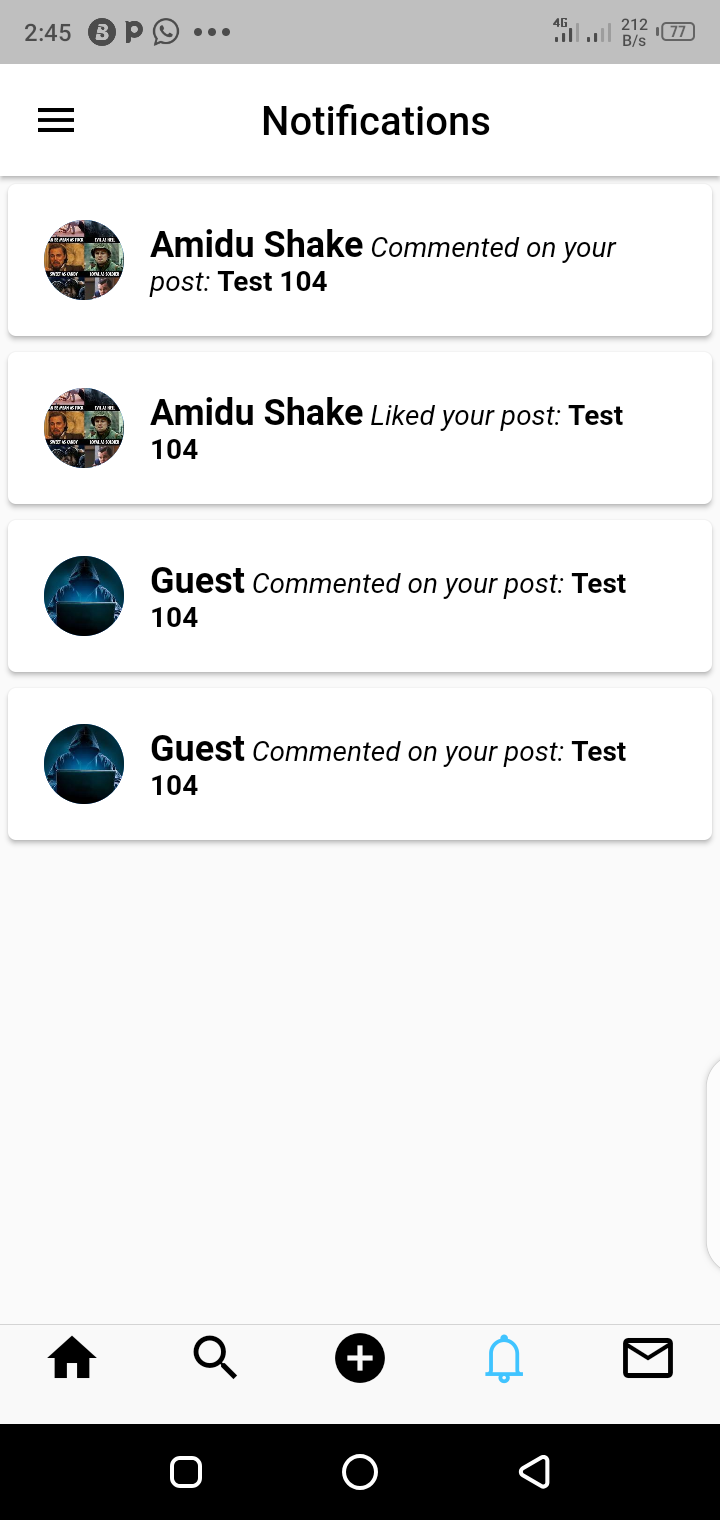 2:45 4G 212 B/s 77
Notifications
Amidu Shake Commented on your
post: Test 104
Amidu Shake Liked your post: Test
104
Guest Commented on your post: Test
104
Guest Commented on your post: Test
104